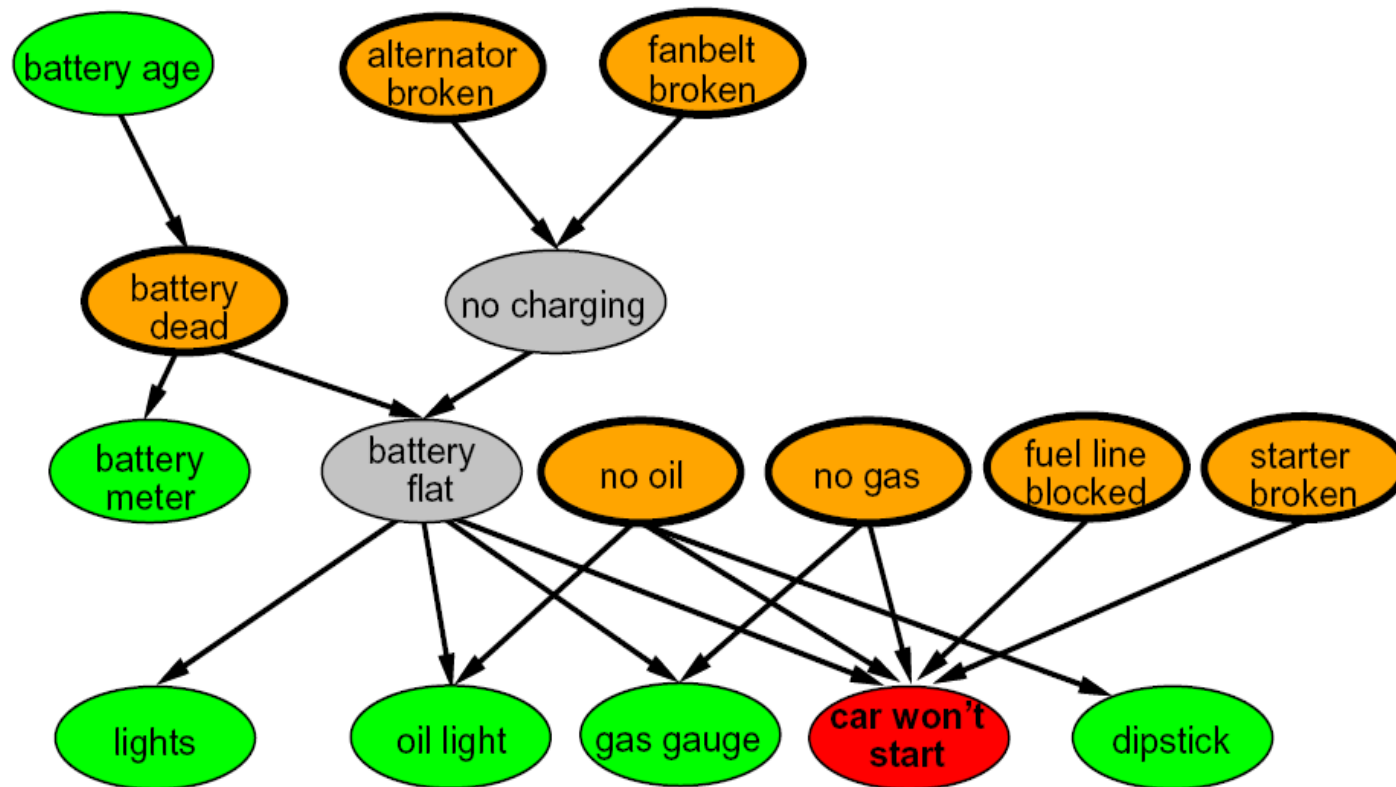 battery age
alternator
broken
fanbelt
broken
battery
dead
no charging
battery
meter
battery
flat
no oil
no gas
fuel line
blocked
starter
broken
lights
oil light
gas gauge
car won't
start
dipstick